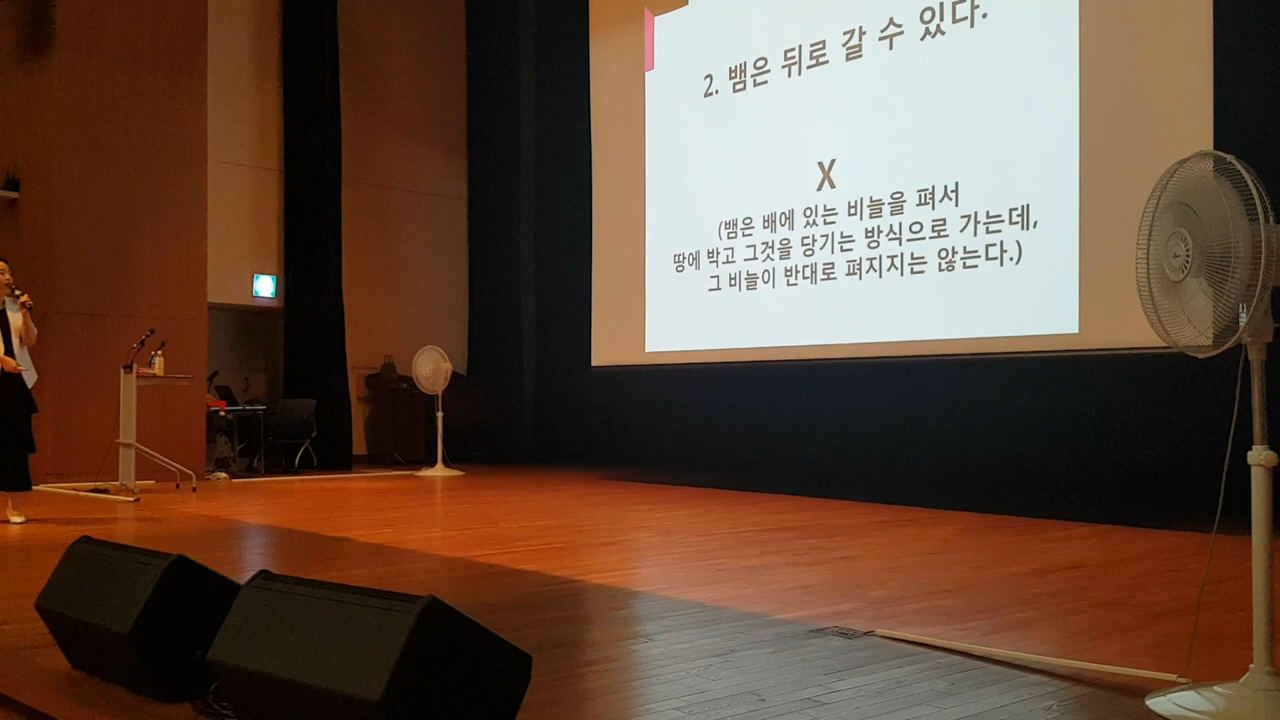 2. 뱀은 뒤로 갈 수 있다.
X
(뱀은 배에 있는 비늘을 펴서
땅에 박고 그것을 당기는 방식으로 가는데,
그 비늘이 반대로 펴지지는 않는다.)